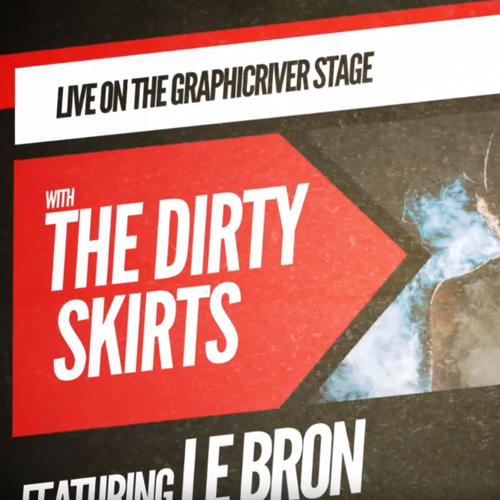 LIVE ON THE GRAPHICRIVER STAGE
WITH
THE DIRTY
SKIRTS
FEATURING LE BRON